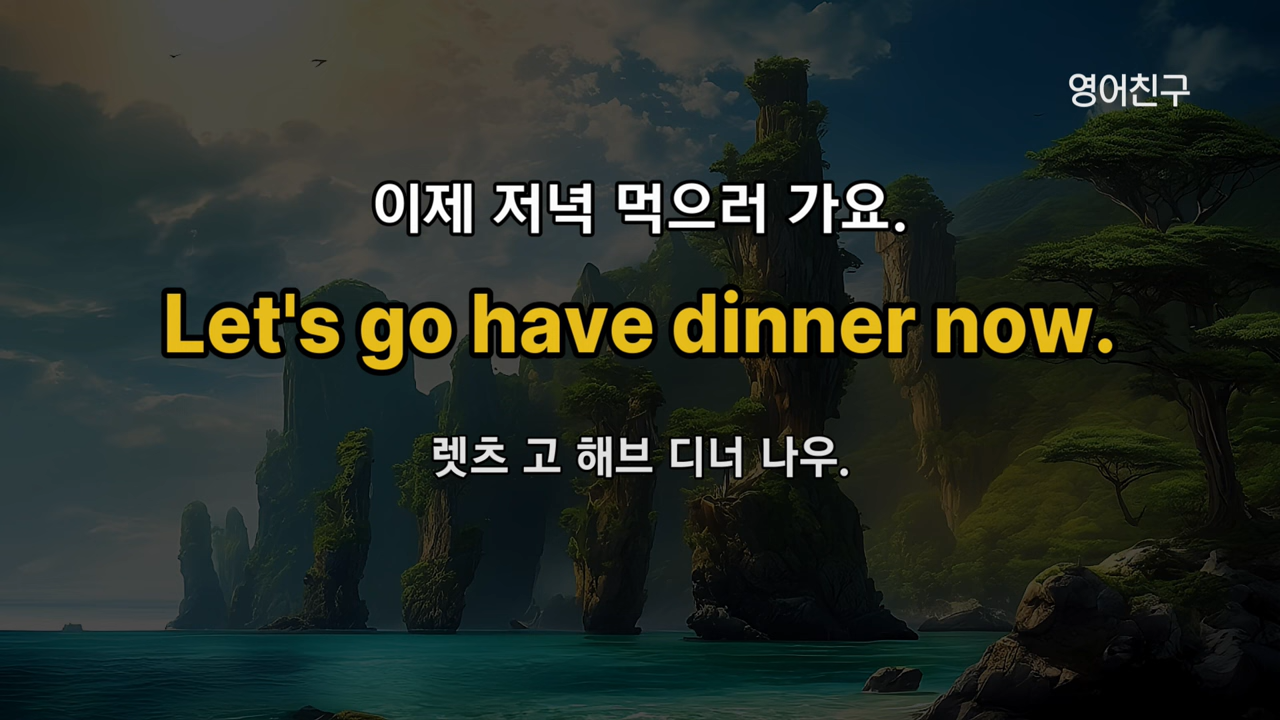 영어친구
이제 저녁 먹으러 가요.
Let's go have dinner now.
렛츠 고 해브 디너 나우.